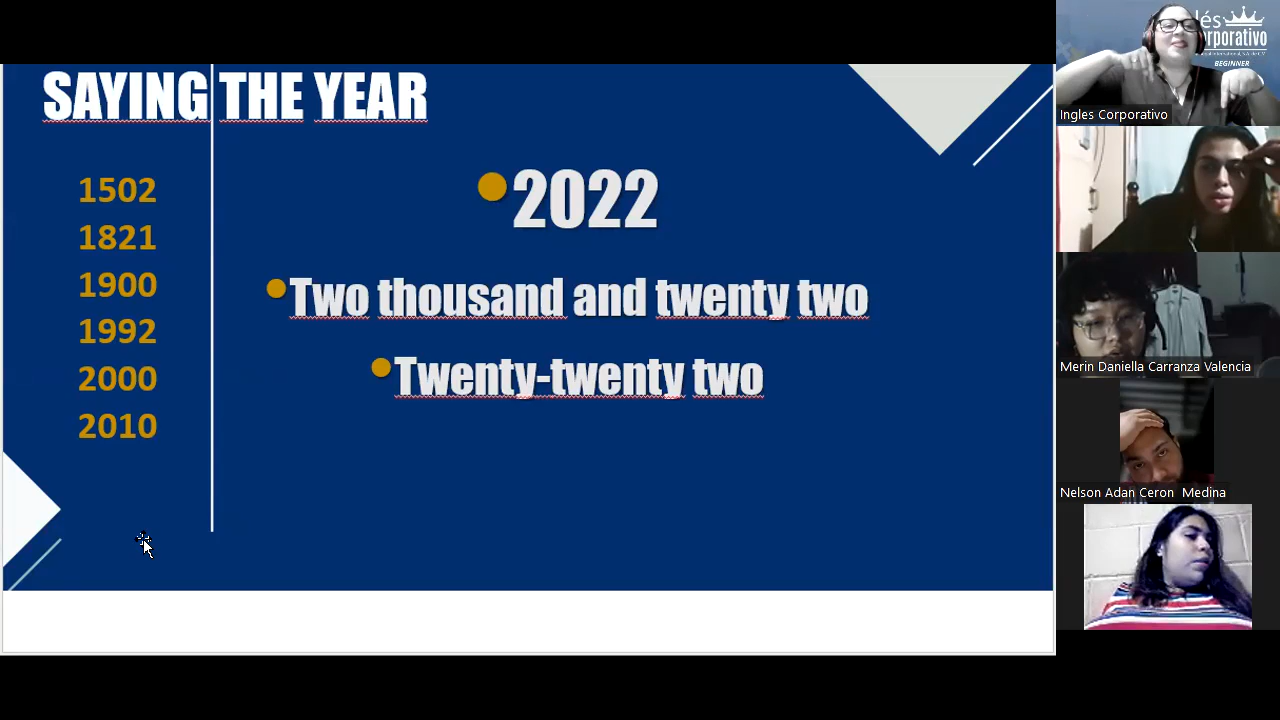 SAYING THE YEAR
1502
1821
1900
1992
2000
2010
2022
Two thousand and twenty two
Twenty-twenty two
BEGINNER
Ingles Corporativo
Merin Daniella Carranza Valencia
Nelson Adan Ceron Medina